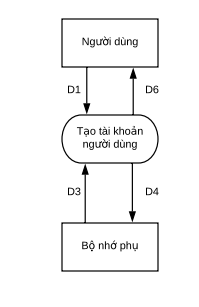 Người dùng
D1
D6
Tạo tài khoản
người dùng
D3
D4
Bộ nhớ phụ